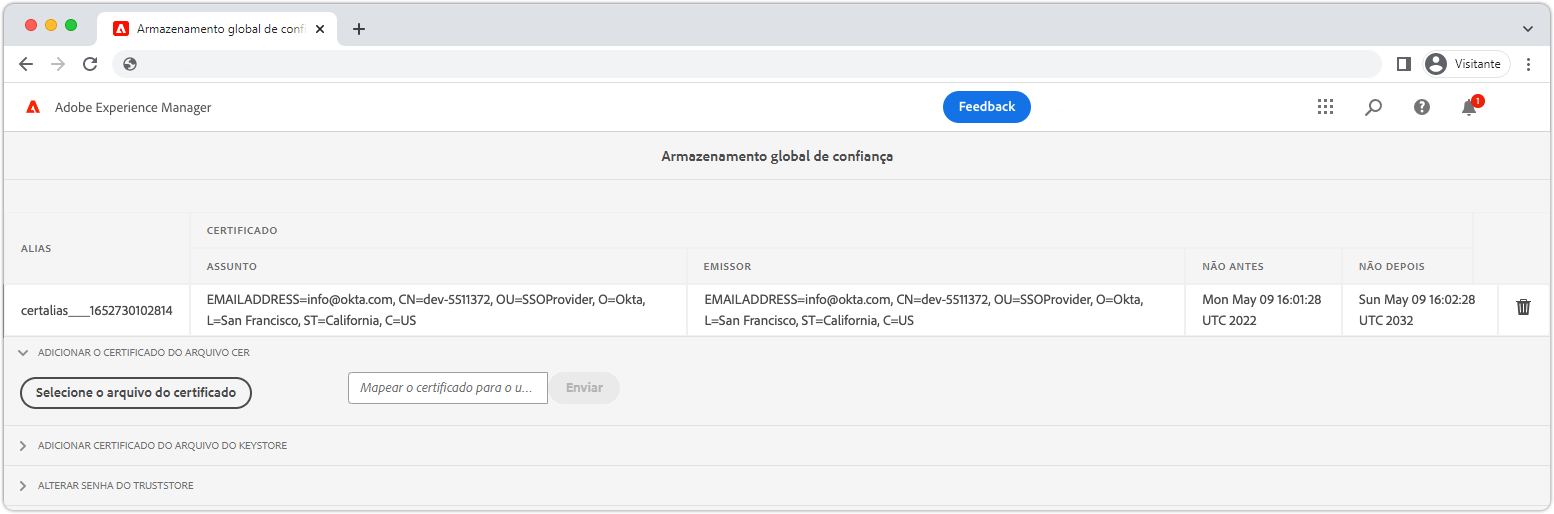 Armazenamento global de confi
Visitante
Adobe Experience Manager
Feedback
1
Armazenamento global de confiança
ALIAS
CERTIFICADO
ASSUNTO
EMISSOR
NÃO ANTES
NÃO DEPOIS
certalias___1652730102814
EMAILADDRESS=info@okta.com, CN=dev-5511372, OU=SSOProvider, O=Okta,
L=San Francisco, ST=California, C=US
EMAILADDRESS=info@okta.com, CN=dev-5511372, OU=SSOProvider, O=Okta,
L=San Francisco, ST=California, C=US
Mon May 09 16:01:28
UTC 2022
Sun May 09 16:02:28
UTC 2032
ADICIONAR O CERTIFICADO DO ARQUIVO CER
Selecione o arquivo do certificado
Mapear o certificado para o u...
Enviar
ADICIONAR CERTIFICADO DO ARQUIVO DO KEYSTORE
ALTERAR SENHA DO TRUSTSTORE